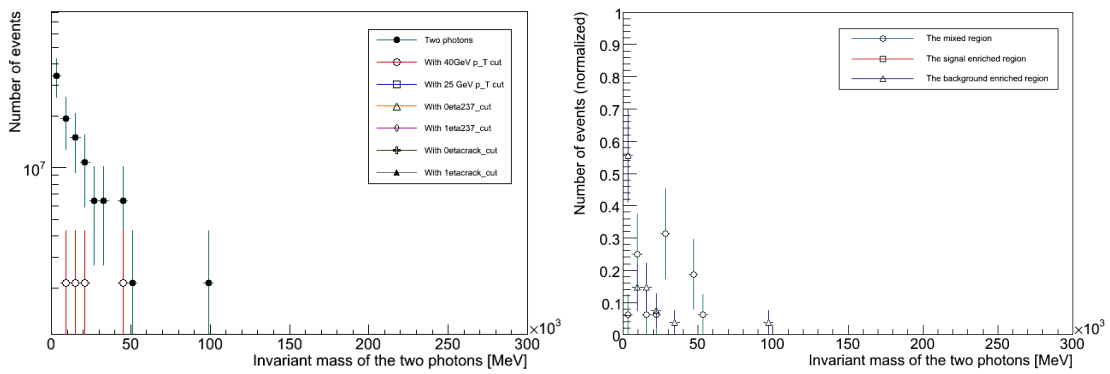 Number of events
10^7
Two photons
With 40GeV p_T cut
With 25 GeV p_T cut
With 0eta237_cut
With 1eta237_cut
With 0etacrack_cut
With 1etacrack_cut
0 50 100 150 200 250 300
×10^3
Invariant mass of the two photons [MeV]
Number of events (normalized)
1
0.9
0.8
0.7
0.6
0.5
0.4
0.3
0.2
0.1
0
The mixed region
The signal enriched region
The background enriched region
0 50 100 150 200 250 300
×10^3
Invariant mass of the two photons [MeV]